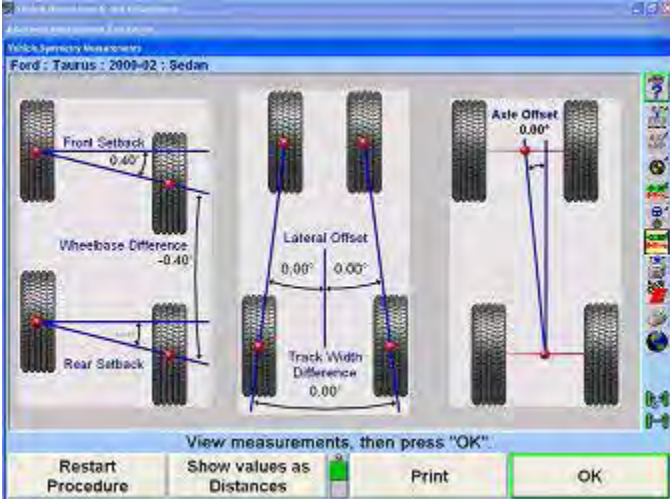 Vehicle Symmetry Measurements
Ford : Taurus : 2000-02 : Sedan
Front Setback
0.40°
Wheelbase Difference
-0.40°
Rear Setback
Lateral Offset
0.00° 0.00°
Track Width
Difference
0.00°
Axle Offset
0.00°
View measurements, then press "OK".
Restart
Procedure
Show values as
Distances
Print
OK